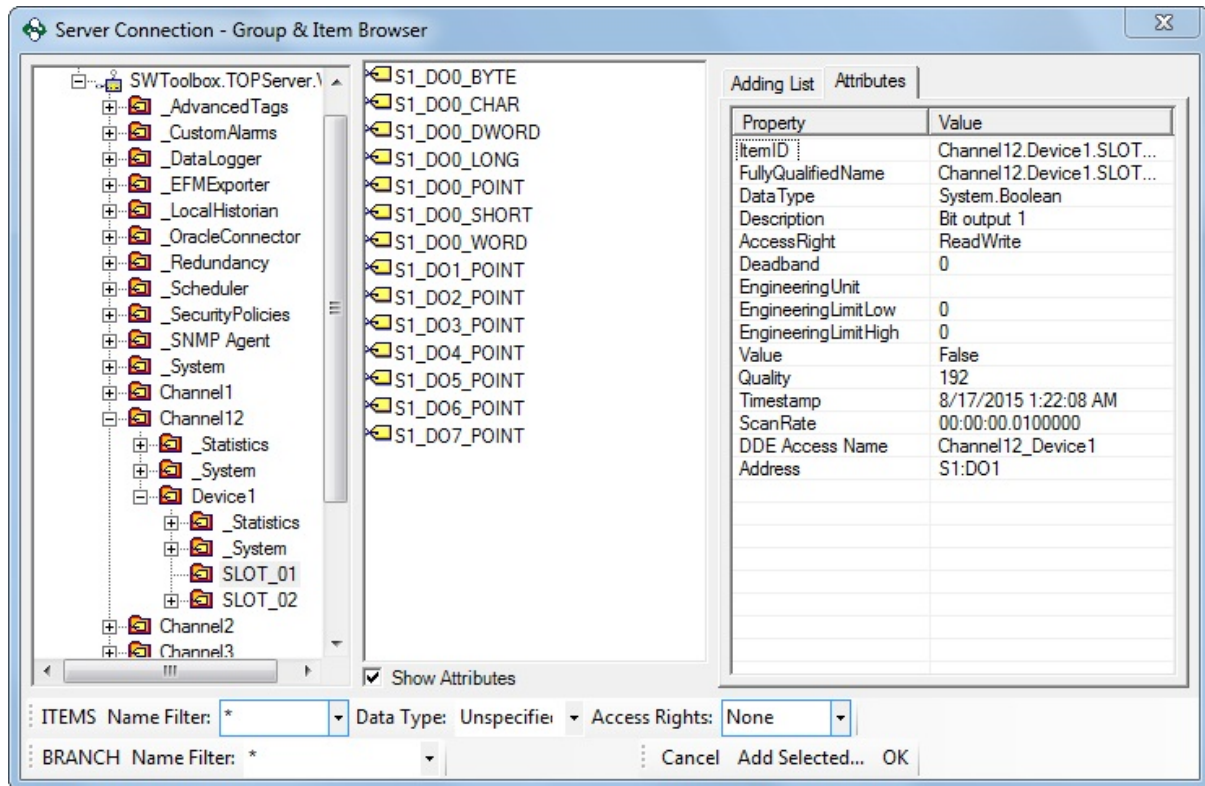 Server Connection - Group & Item Browser
SWToolbox.TOPServer.
_AdvancedTags
_CustomAlarms
_DataLogger
_EFMExporter
_LocalHistorian
_OracleConnector
_Redundancy
_Scheduler
_SecurityPolicies
_SNMP Agent
_System
Channel1
Channel12
_Statistics
_System
Device1
_Statistics
_System
SLOT_01
SLOT_02
Channel2
Channel3
S1_DO0_BYTE
S1_DO0_CHAR
S1_DO0_DWORD
S1_DO0_LONG
S1_DO0_POINT
S1_DO0_SHORT
S1_DO0_WORD
S1_DO1_POINT
S1_DO2_POINT
S1_DO3_POINT
S1_DO4_POINT
S1_DO5_POINT
S1_DO6_POINT
S1_DO7_POINT
Show Attributes
Adding List Attributes
Property Value
ItemID Channel12.Device1.SLOT...
FullyQualifiedName Channel12.Device1.SLOT...
DataType System.Boolean
Description Bit output 1
AccessRight ReadWrite
Deadband 0
EngineeringUnit
EngineeringLimitLow 0
EngineeringLimitHigh 0
Value False
Quality 192
Timestamp 8/17/2015 1:22:08 AM
ScanRate 00:00:00.0100000
DDE Access Name Channel12_Device1
Address S1:DO1
ITEMS Name Filter: * Data Type: Unspecifie Access Rights: None
BRANCH Name Filter: * Cancel Add Selected... OK